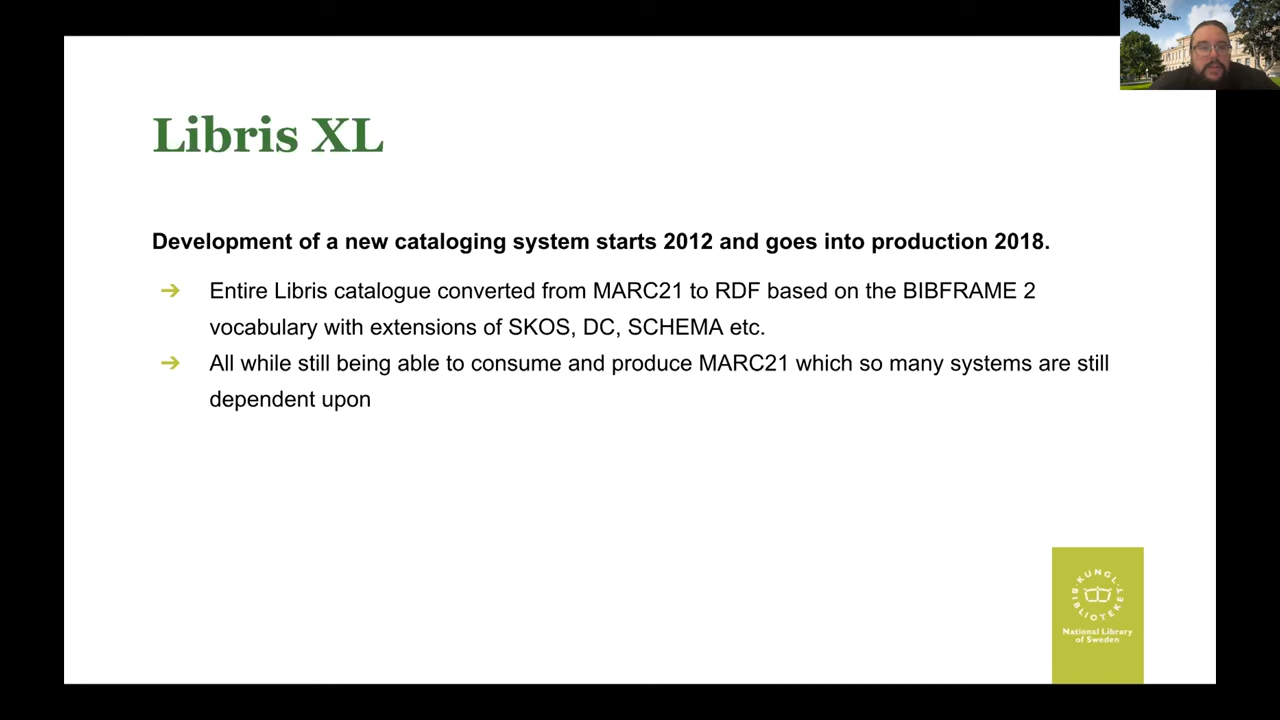 Libris XL
Development of a new cataloging system starts 2012 and goes into production 2018.
➔ Entire Libris catalogue converted from MARC21 to RDF based on the BIBFRAME 2
vocabulary with extensions of SKOS, DC, SCHEMA etc.
➔ All while still being able to consume and produce MARC21 which so many systems are still
dependent upon
KUNGL
BIBLIOTEKET
National Library
of Sweden